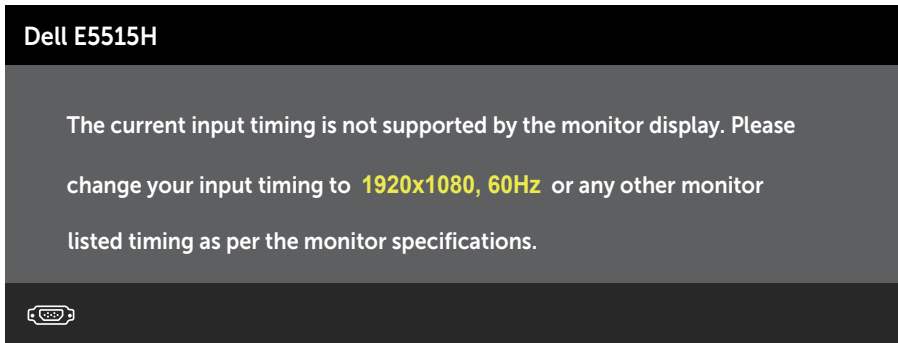 Dell E5515H
The current input timing is not supported by the monitor display. Please
change your input timing to 1920x1080, 60Hz or any other monitor
listed timing as per the monitor specifications.